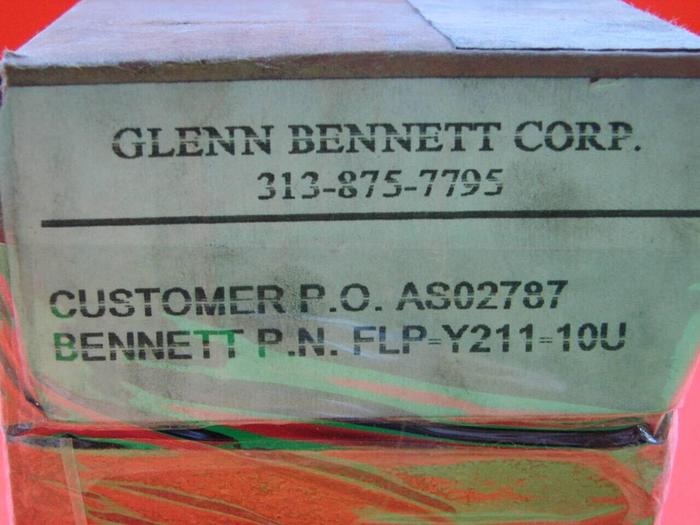 GLENN BENNETT CORP.
313-875-7795
CUSTOMER P.O. AS02787
BENNETT P.N. FLP-Y211-10U